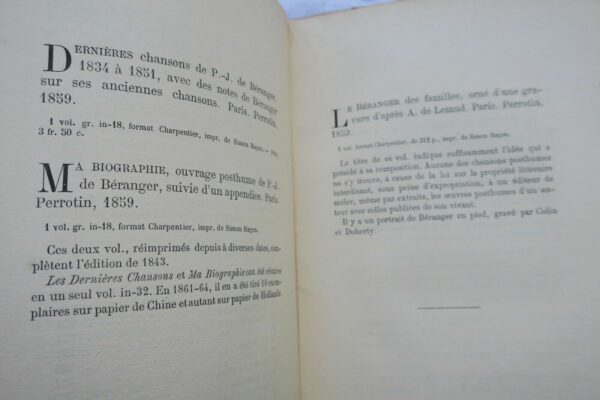 DERNIÈRES chansons de P.-J. de Béranger,
1834 à 1851, avec des notes de Béranger
sur ses anciennes chansons. Paris. Perrotin,
1859.
1 vol. gr. in-18, format Charpentier, impr. de Simon Raçon. — Prix,
3 fr. 50 c.
MA BIOGRAPHIE, ouvrage posthume de P.-J.
de Béranger, suivie d'un appendice. Paris.
Perrotin, 1859.
1 vol. gr. in-18, format Charpentier, impr. de Simon Raçon.
Ces deux vol., réimprimés depuis à diverses dates, com-
plètent l'édition de 1843.
Les Dernières Chansons et Ma Biographie ont été réunies
en un seul vol. in-32. En 1861-64, il en a été tiré 10 exem-
plaires sur papier de Chine et autant sur papier de Hollande.
LE BÉRANGER des familles, orné d'une gra-
vure d'après A. de Lemud. Paris. Perrotin,
1859.
1 vol. format Charpentier, de p., impr. de Simon Raçon.
Le titre de ce vol. indique suffisamment l'idée qui a
présidé à sa composition. Aucune des chansons posthumes
ne s'y trouve, à cause de la loi sur la propriété littéraire
interdisant, sous peine d'expropriation, à un éditeur de
mêler, même par extraits, les œuvres posthumes d'un au-
teur avec celles publiées de son vivant.
Il y a un portrait de Béranger en pied, gravé par Colin
et Doherty.